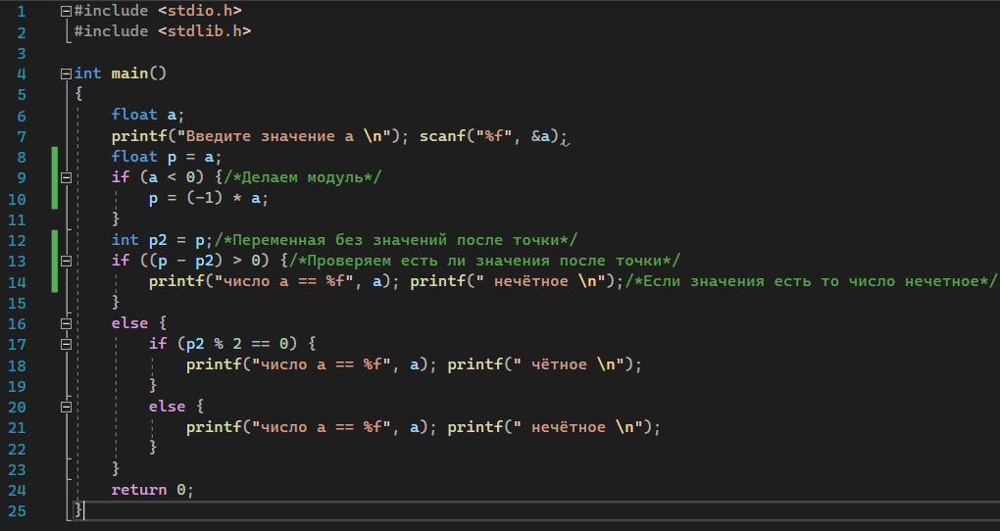 1 #include <stdio.h>
2 #include <stdlib.h>
3
4 int main()
5 {
6 float a;
7 printf("Введите значение а \n"); scanf("%f", &a);
8 float p = a;
9 if (a < 0) {/*Делаем модуль*/
10 p = (-1) * a;
11 }
12 int p2 = p;/*Переменная без значений после точки*/
13 if ((p - p2) > 0) {/*Проверяем есть ли значения после точки*/
14 printf("число а == %f", a); printf(" нечётное \n");/*Если значения есть то число нечетное*/
15 }
16 else {
17 if (p2 % 2 == 0) {
18 printf("число а == %f", a); printf(" чётное \n");
19 }
20 else {
21 printf("число а == %f", a); printf(" нечётное \n");
22 }
23 }
24 return 0;
25 }